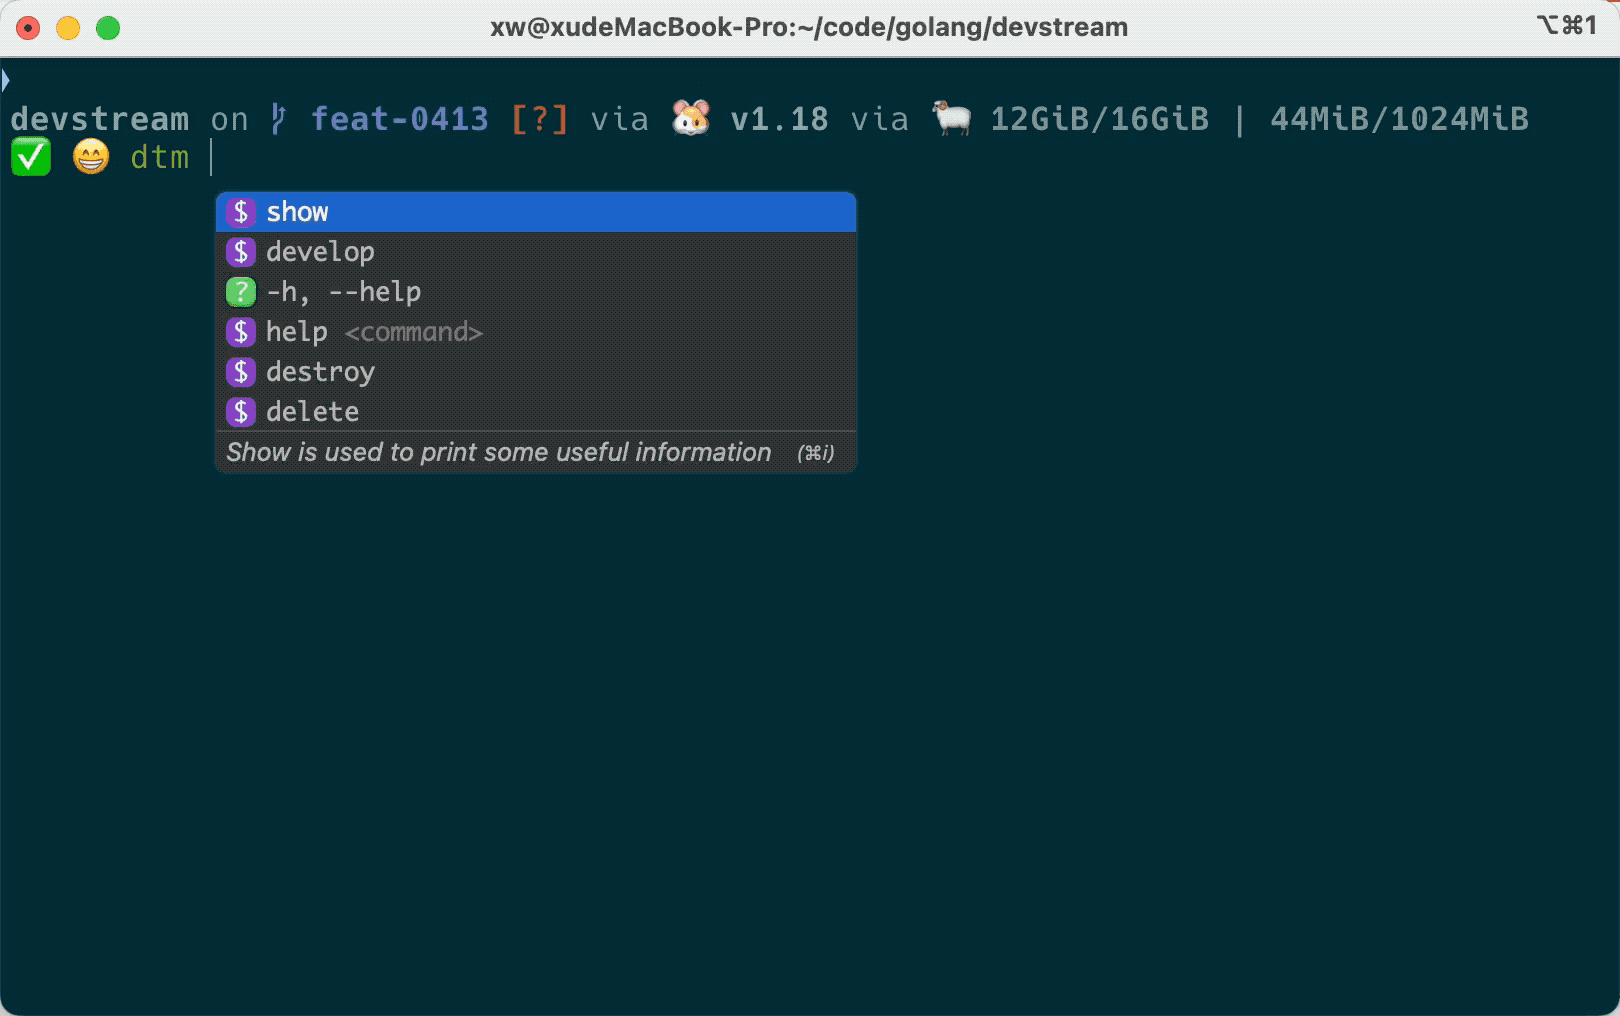 xw@xudeMacBook-Pro:~/code/golang/devstream ⌥⌘1
devstream on feat-0413 [?] via 🐹 v1.18 via 🐏 12GiB/16GiB | 44MiB/1024MiB
✅ 😁 dtm
$ show
$ develop
? -h, --help
$ help <command>
$ destroy
$ delete
Show is used to print some useful information (⌘i)